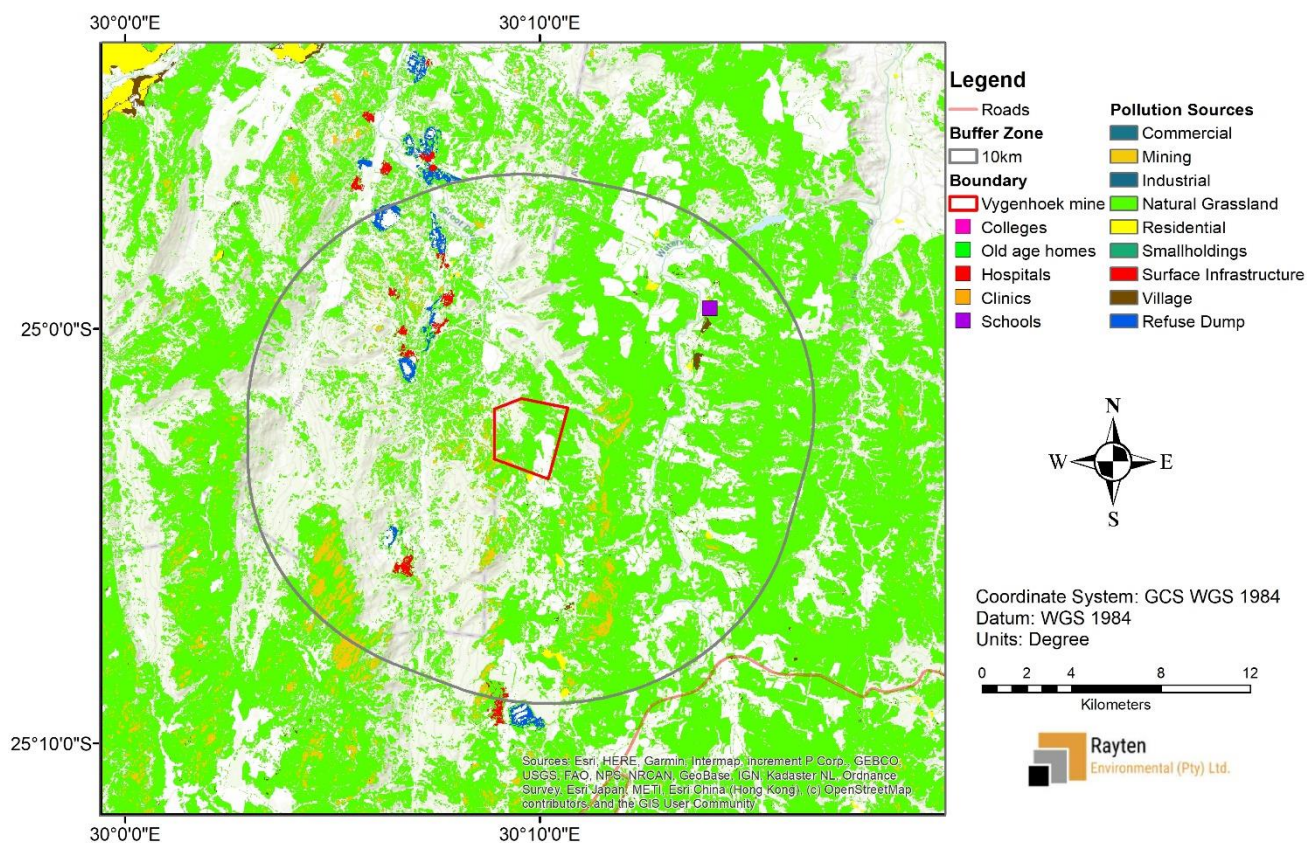 30°0'0"E
30°10'0"E
25°0'0"S
25°10'0"S
30°0'0"E
30°10'0"E
Sources: Esri, HERE, Garmin, Intermap, increment P Corp., GEBCO,
USGS, FAO, NPS, NRCAN, GeoBase, IGN, Kadaster NL, Ordnance
Survey, Esri Japan, METI, Esri China (Hong Kong), (c) OpenStreetMap
contributors, and the GIS User Community
Legend
Roads
Buffer Zone
10km
Boundary
Vygenhoek mine
Colleges
Old age homes
Hospitals
Clinics
Schools
Pollution Sources
Commercial
Mining
Industrial
Natural Grassland
Residential
Smallholdings
Surface Infrastructure
Village
Refuse Dump
N
W
E
S
Coordinate System: GCS WGS 1984
Datum: WGS 1984
Units: Degree
0 2 4 8 12
Kilometers
Rayten
Environmental (Pty) Ltd.